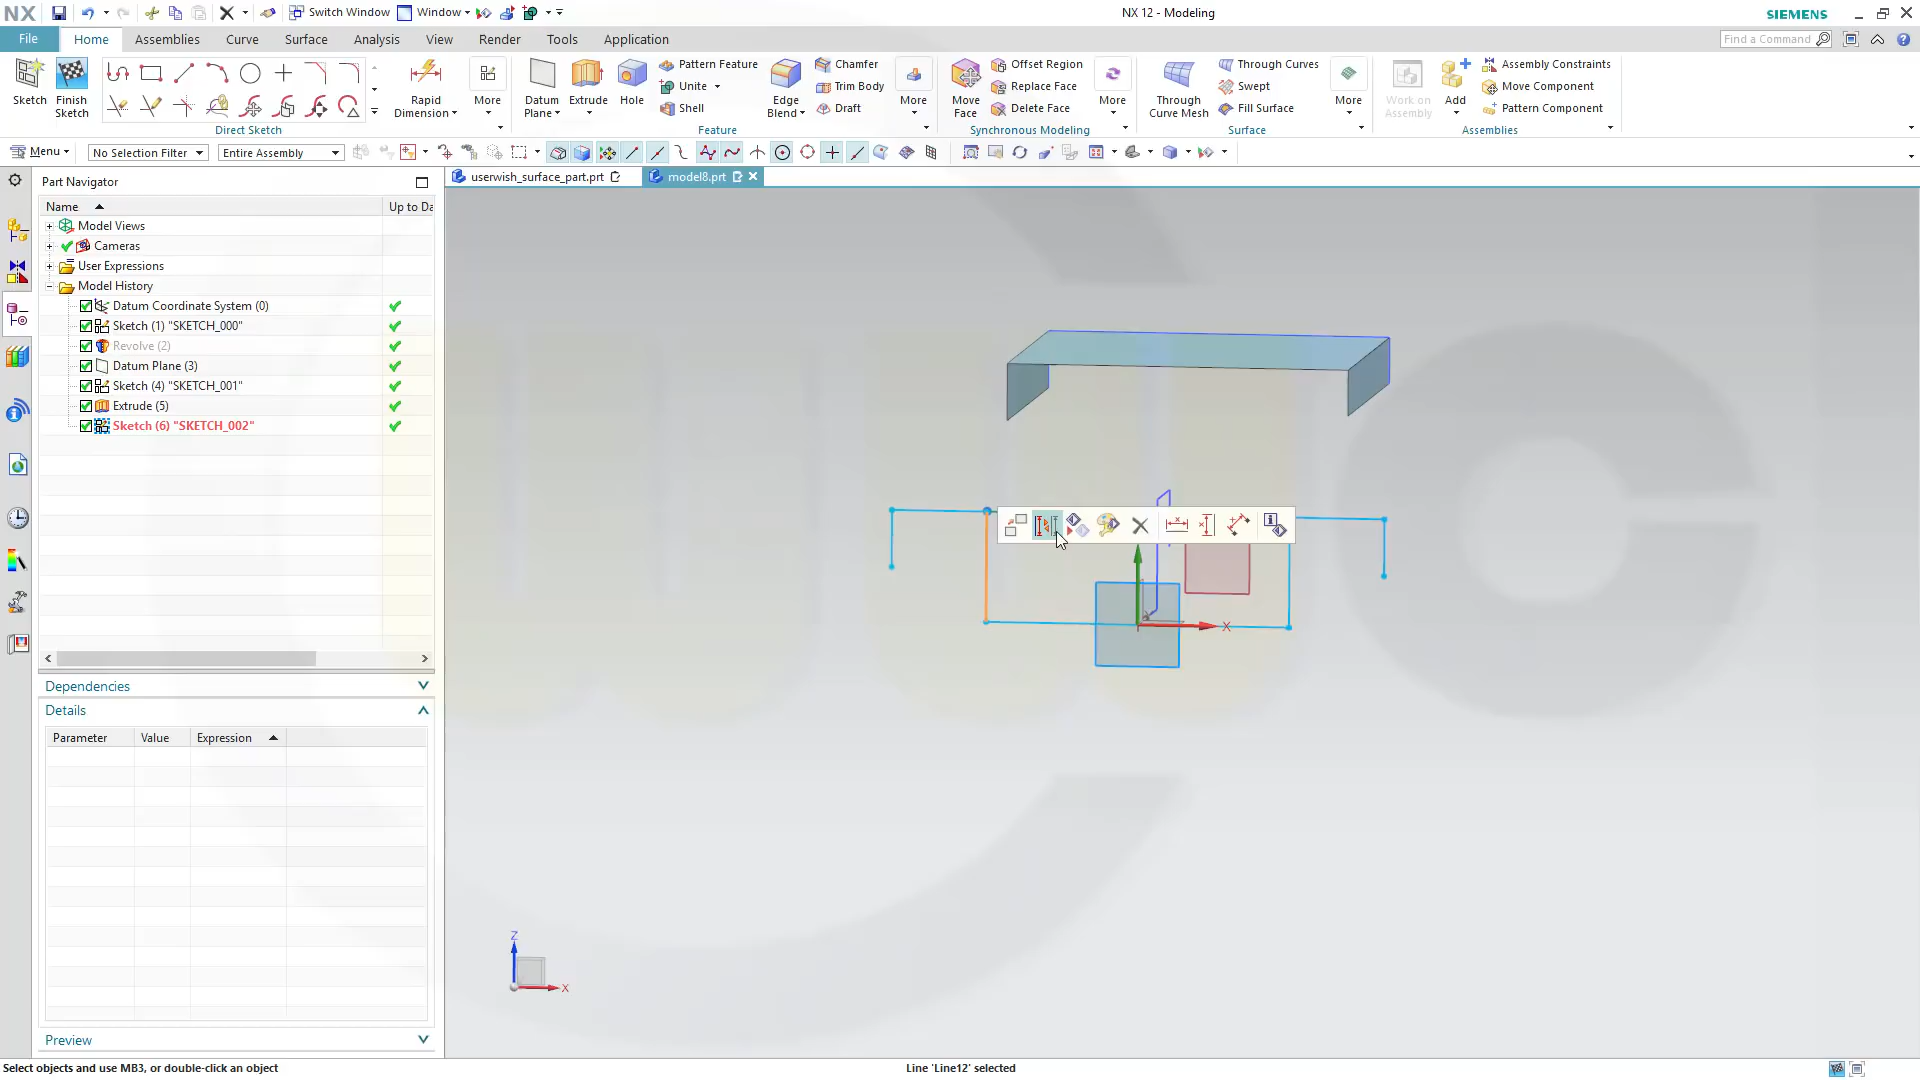 NX
Switch Window
Window
NX 12 - Modeling
SIEMENS
File
Home
Assemblies
Curve
Surface
Analysis
View
Render
Tools
Application
Find a Command
Sketch
Finish Sketch
Direct Sketch
Rapid Dimension
More
Datum Plane
Extrude
Hole
Pattern Feature
Unite
Shell
Edge Blend
Chamfer
Trim Body
Draft
More
Feature
Move Face
Offset Region
Replace Face
Delete Face
More
Synchronous Modeling
Through Curve Mesh
Through Curves
Swept
Fill Surface
More
Surface
Work on Assembly
Add
Assembly Constraints
Move Component
Pattern Component
Assemblies
Menu
No Selection Filter
Entire Assembly
Part Navigator
userwish_surface_part.prt
model8.prt
Name
Up to Da
Model Views
Cameras
User Expressions
Model History
Datum Coordinate System (0)
Sketch (1) "SKETCH_000"
Revolve (2)
Datum Plane (3)
Sketch (4) "SKETCH_001"
Extrude (5)
Sketch (6) "SKETCH_002"
X
Dependencies
Details
Parameter
Value
Expression
Z
X
Preview
Select objects and use MB3, or double-click an object
Line 'Line12' selected